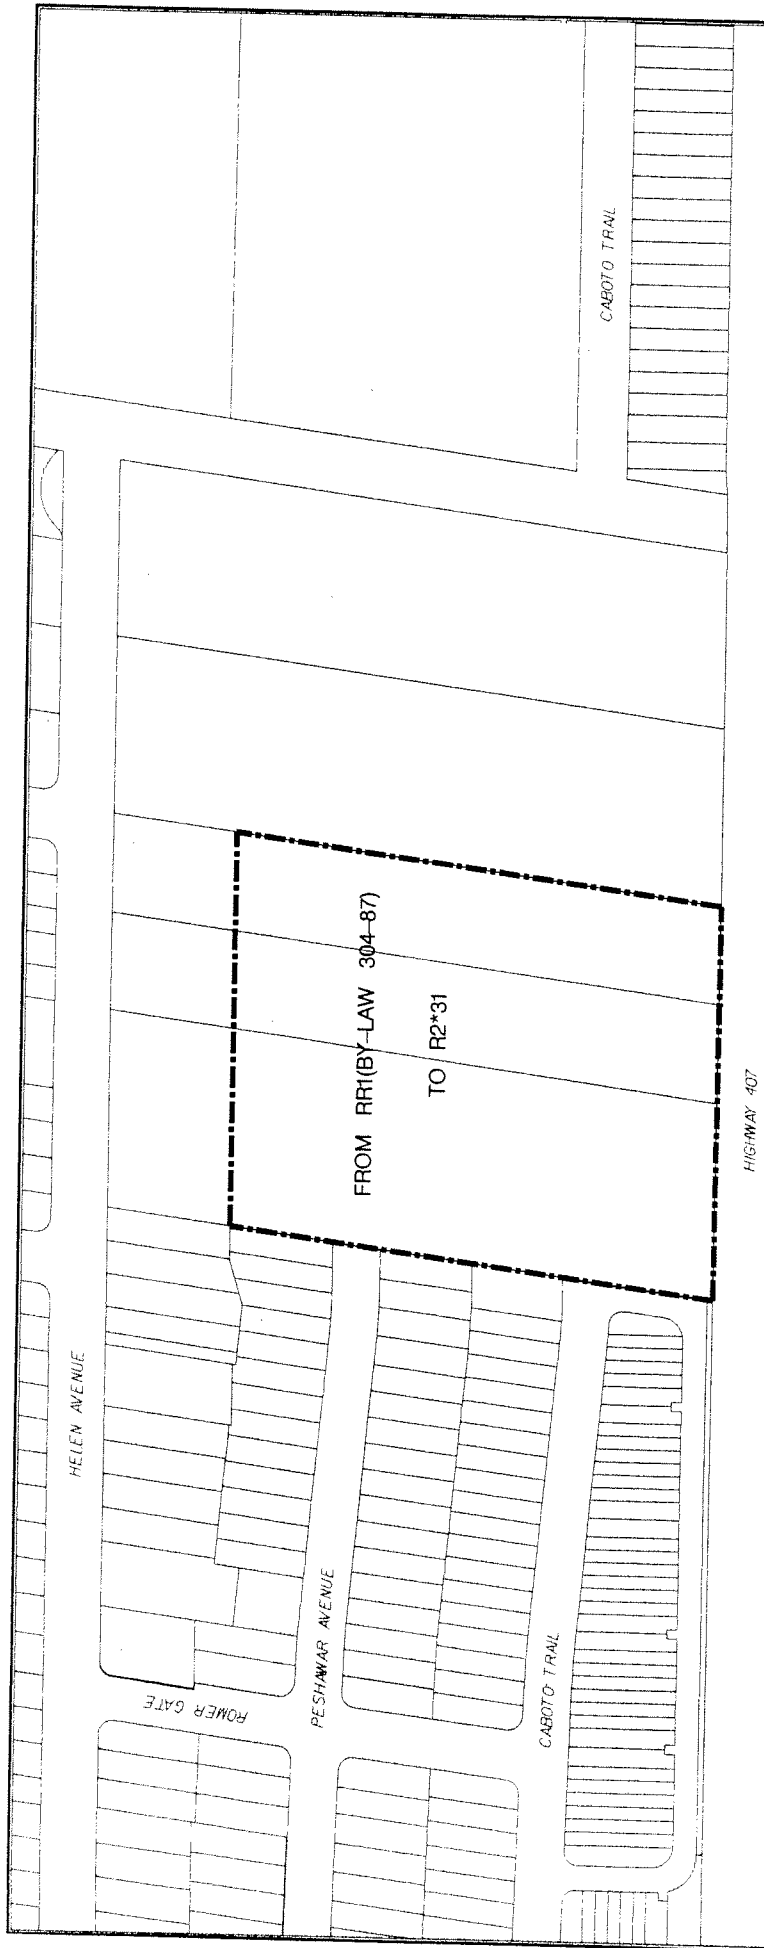 HELEN AVENUE
ROMER GATE
PESHAWAR AVENUE
CABOTO TRAIL
FROM RR1(BY-LAW 304-87)
TO R2*31
CABOTO TRAIL
HIGHWAY 407